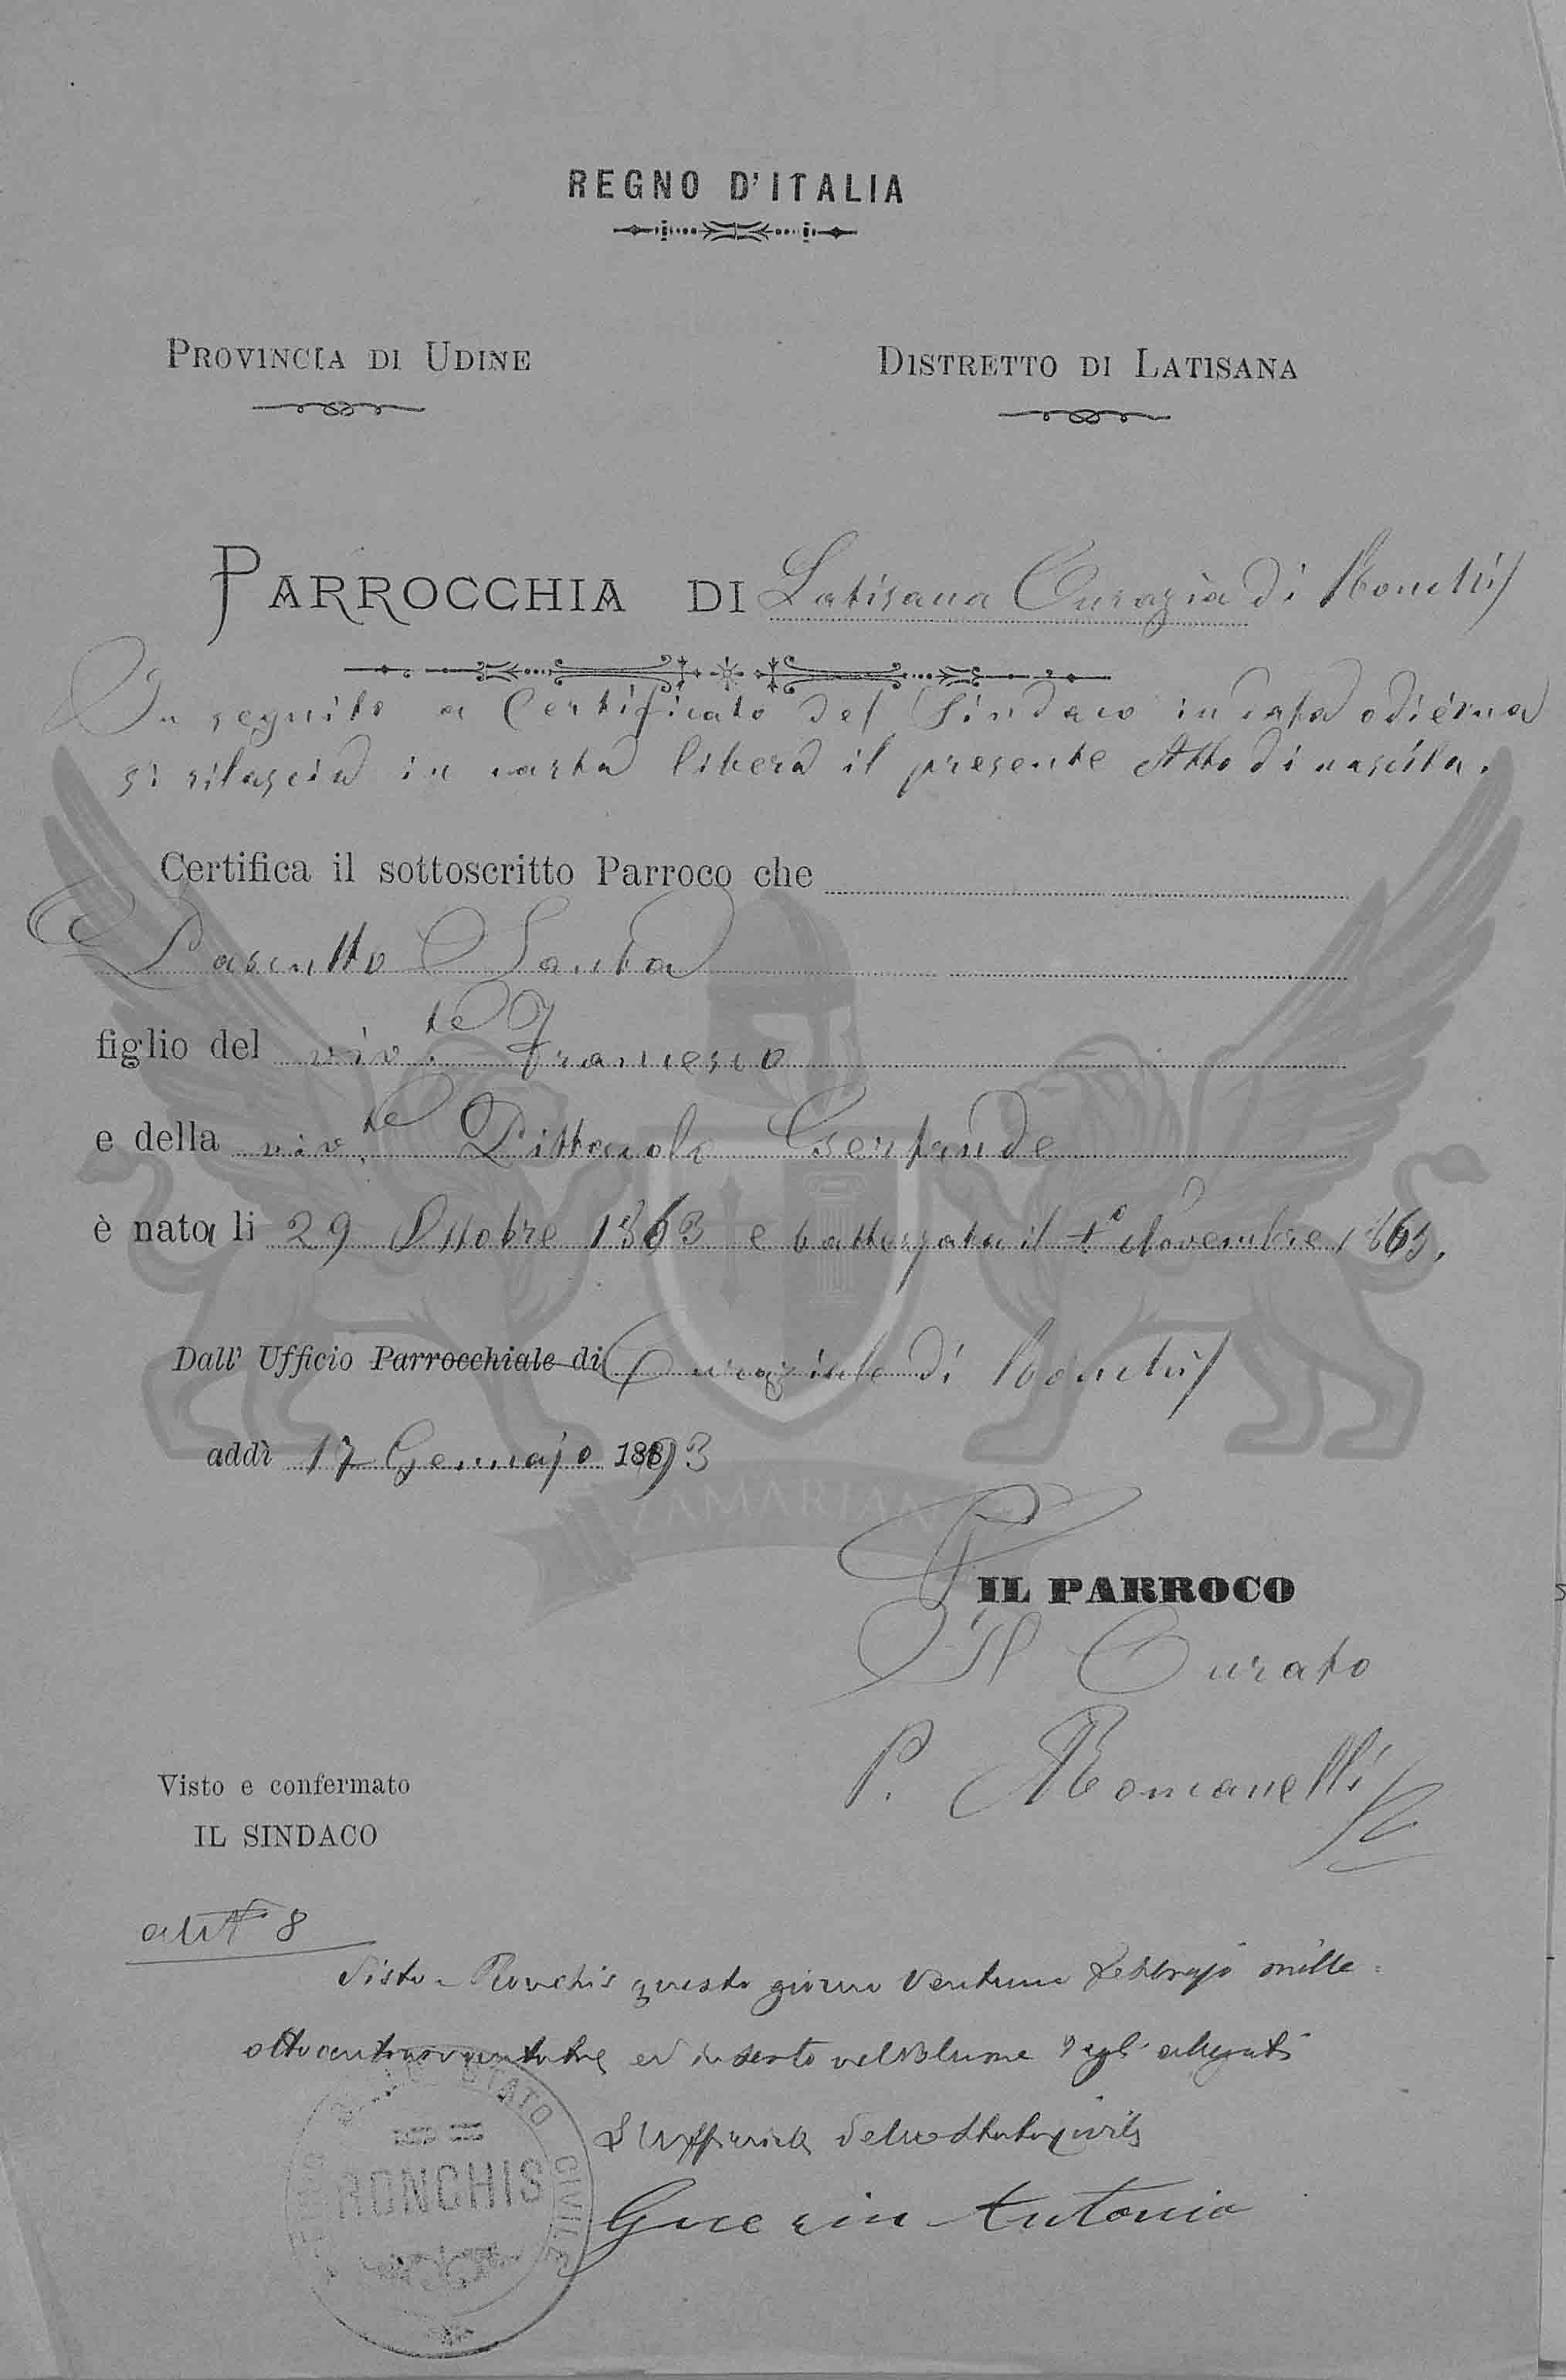 REGNO D'ITALIA
PROVINCIA DI UDINE
DISTRETTO DI LATISANA
PARROCCHIA DI Latisana Curazia di Ronchis
In seguito a Certificato del Sindaco in data odierna
si rilascia in carta libera il presente Atto di nascita.
Certifica il sottoscritto Parroco che
Pascutto Santa
figlio del viv.te Francesco
e della viv.te Pittacolo Gertrude
è nata li 29 Ottobre 1863 e battezzata il 1º Novembre 1863.
Dall' Ufficio Parrocchiale di Curaziale di Ronchis
addì 17 Gennajo 1893
ZAMARIAN
IL PARROCO
Il Curato
P. Romanelli
Visto e confermato
IL SINDACO
8
Visto Ronchis questo giorno ventuno Febbrajo mille
ottocentonovantatre ed inserto nel volume degli allegati
L'Ufficiale dello Stato Civile
STATO CIVILE
RONCHIS
Guerin Antonio